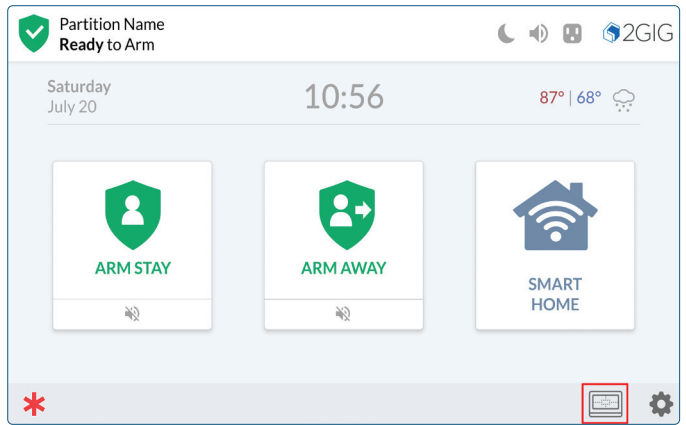 Partition Name
Ready to Arm
2GIG
Saturday
July 20
10:56
87° | 68°
ARM STAY
ARM AWAY
SMART
HOME